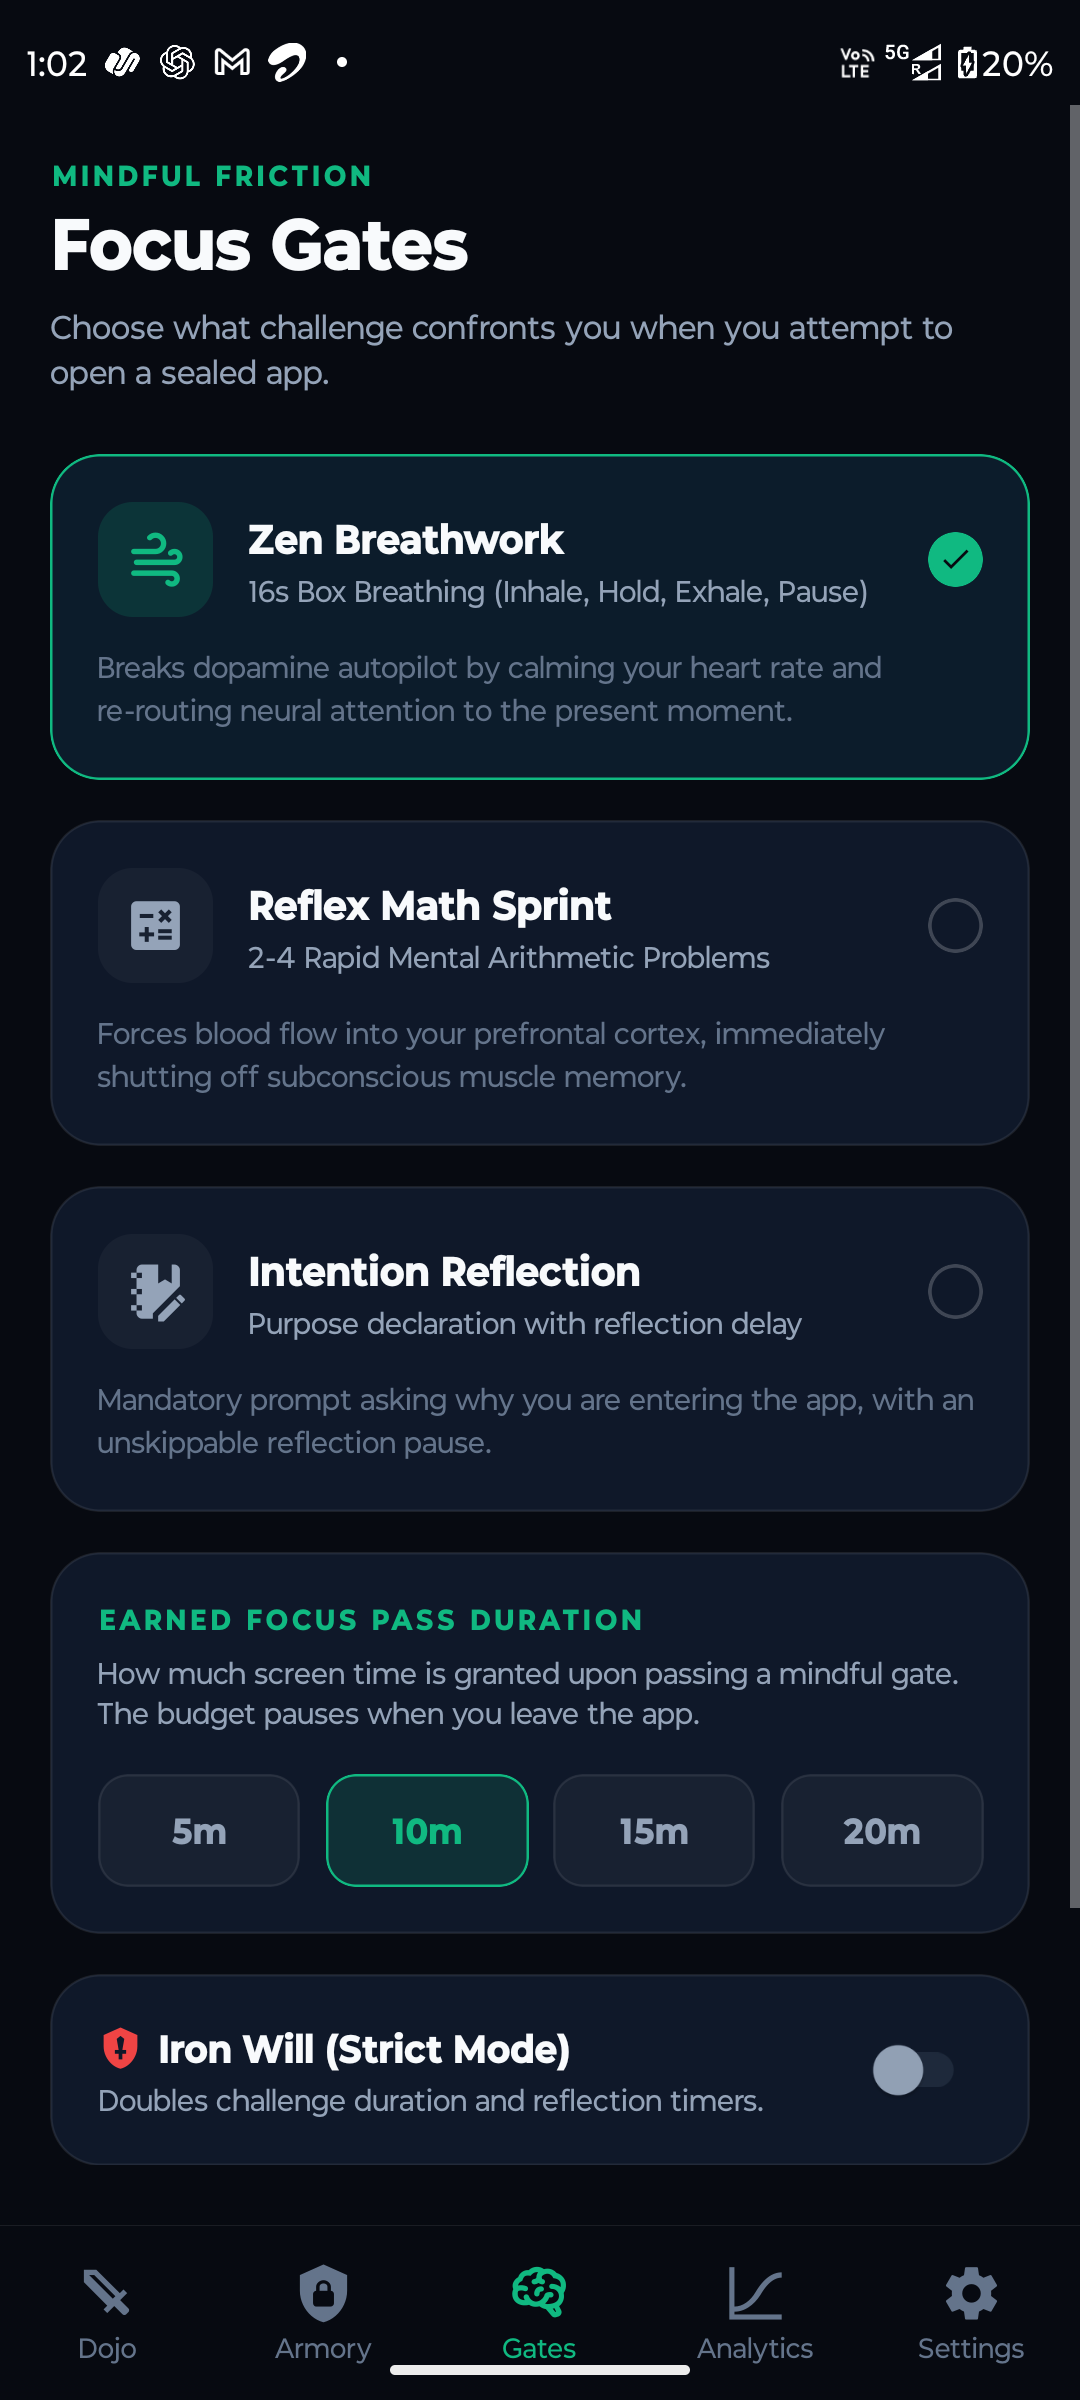 1:02
Vo LTE 5G R 20%
MINDFUL FRICTION
Focus Gates
Choose what challenge confronts you when you attempt to
open a sealed app.
Zen Breathwork
16s Box Breathing (Inhale, Hold, Exhale, Pause)
Breaks dopamine autopilot by calming your heart rate and
re-routing neural attention to the present moment.
Reflex Math Sprint
2-4 Rapid Mental Arithmetic Problems
Forces blood flow into your prefrontal cortex, immediately
shutting off subconscious muscle memory.
Intention Reflection
Purpose declaration with reflection delay
Mandatory prompt asking why you are entering the app, with an
unskippable reflection pause.
EARNED FOCUS PASS DURATION
How much screen time is granted upon passing a mindful gate.
The budget pauses when you leave the app.
5m 10m 15m 20m
Iron Will (Strict Mode)
Doubles challenge duration and reflection timers.
Dojo Armory Gates Analytics Settings